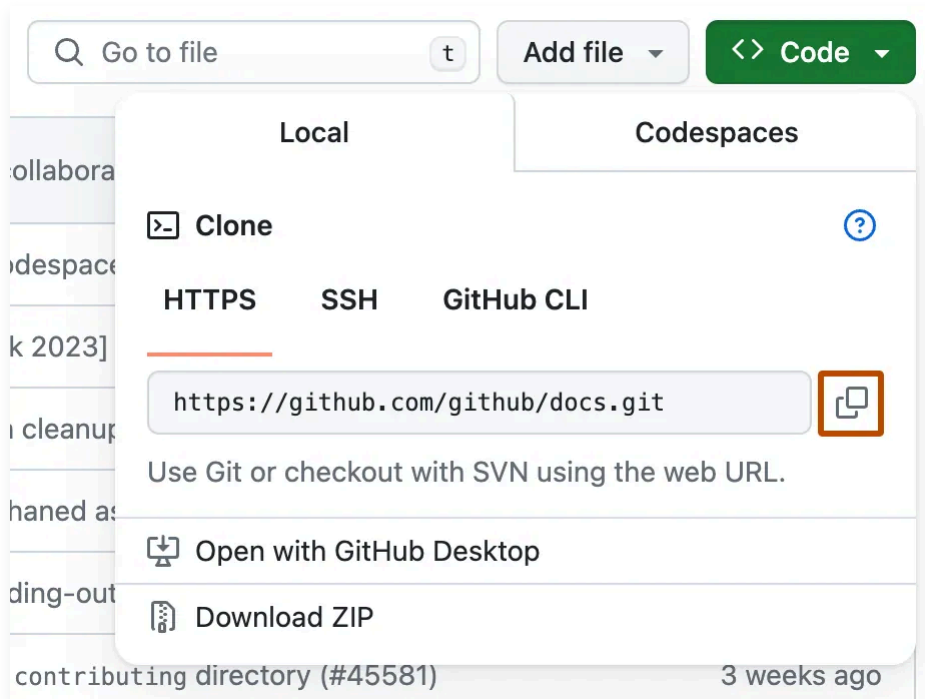 Go to file t Add file Code
Local Codespaces
Clone
HTTPS SSH GitHub CLI
https://github.com/github/docs.git
Use Git or checkout with SVN using the web URL.
Open with GitHub Desktop
Download ZIP
k 2023]
cleanup
contributing directory (#45581) 3 weeks ago